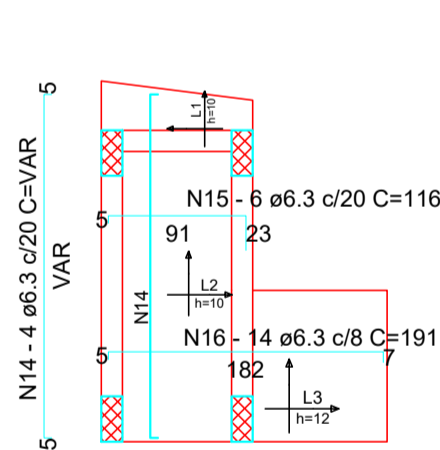 5
L1
h=10
N14 - 4 ø6.3 c/20 C=VAR
VAR
N15 - 6 ø6.3 c/20 C=116
5
91
23
L2
h=10
N14
N16 - 14 ø6.3 c/8 C=191
5
7
182
L3
h=12
5